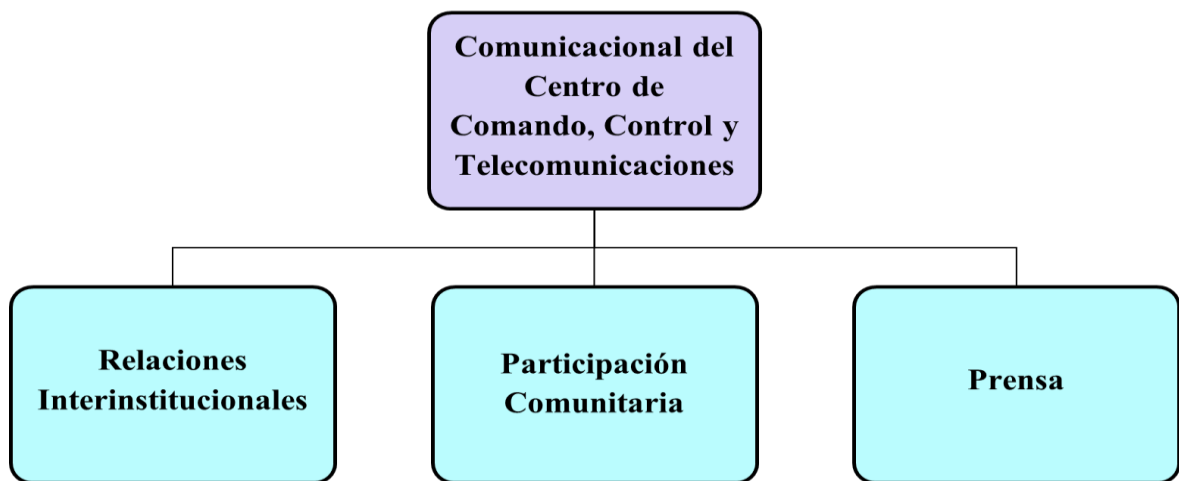 Comunicacional del
Centro de
Comando, Control y
Telecomunicaciones
Relaciones
Interinstitucionales
Participación
Comunitaria
Prensa